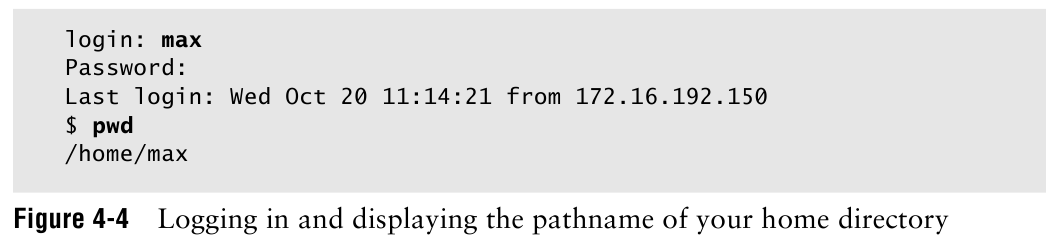 login: max
Password:
Last login: Wed Oct 20 11:14:21 from 172.16.192.150
$ pwd
/home/max
Figure 4-4 Logging in and displaying the pathname of your home directory